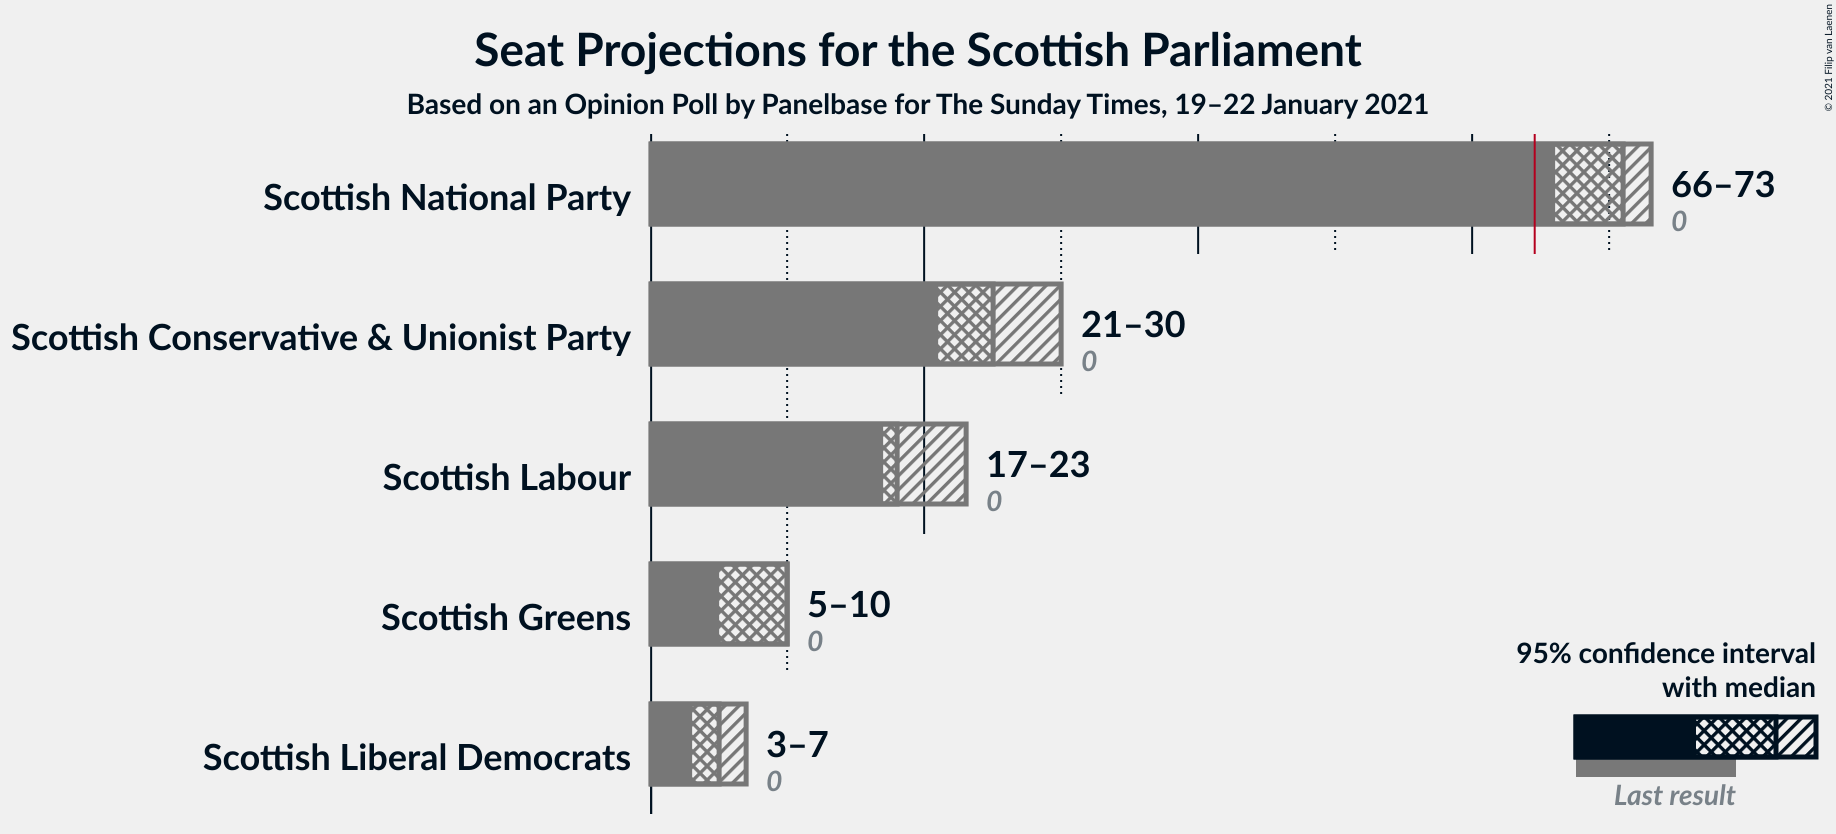 Seat Projections for the Scottish Parliament
Based on an Opinion Poll by Panelbase for The Sunday Times, 19–22 January 2021
© 2021 Filip van Laenen
Scottish National Party
66–73
0
Scottish Conservative & Unionist Party
21–30
0
Scottish Labour
17–23
0
Scottish Greens
5–10
0
Scottish Liberal Democrats
3–7
0
95% confidence interval
with median
Last result